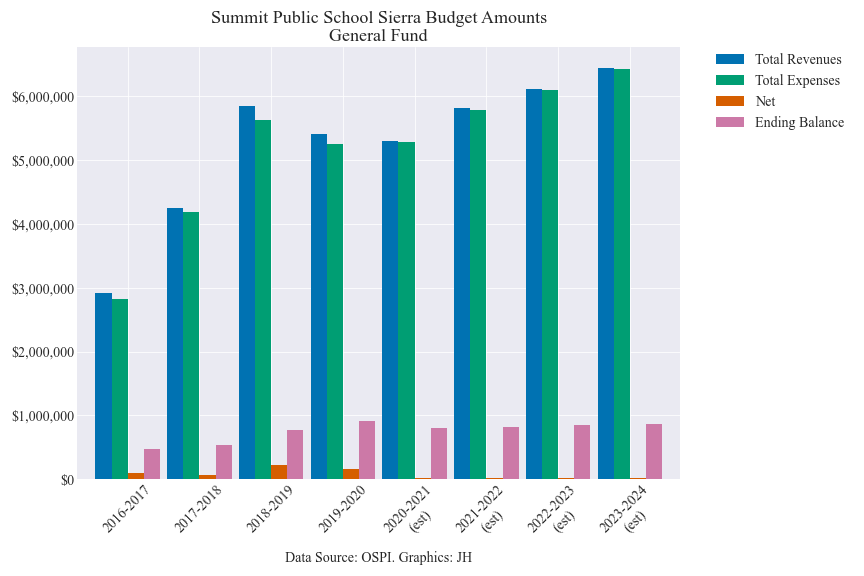 Summit Public School Sierra Budget Amounts
General Fund
Total Revenues
Total Expenses
Net
Ending Balance
$6,000,000
$5,000,000
$4,000,000
$3,000,000
$2,000,000
$1,000,000
$0
2016-2017
2017-2018
2018-2019
2019-2020
2020-2021
(est)
2021-2022
(est)
2022-2023
(est)
2023-2024
(est)
Data Source: OSPI. Graphics: JH